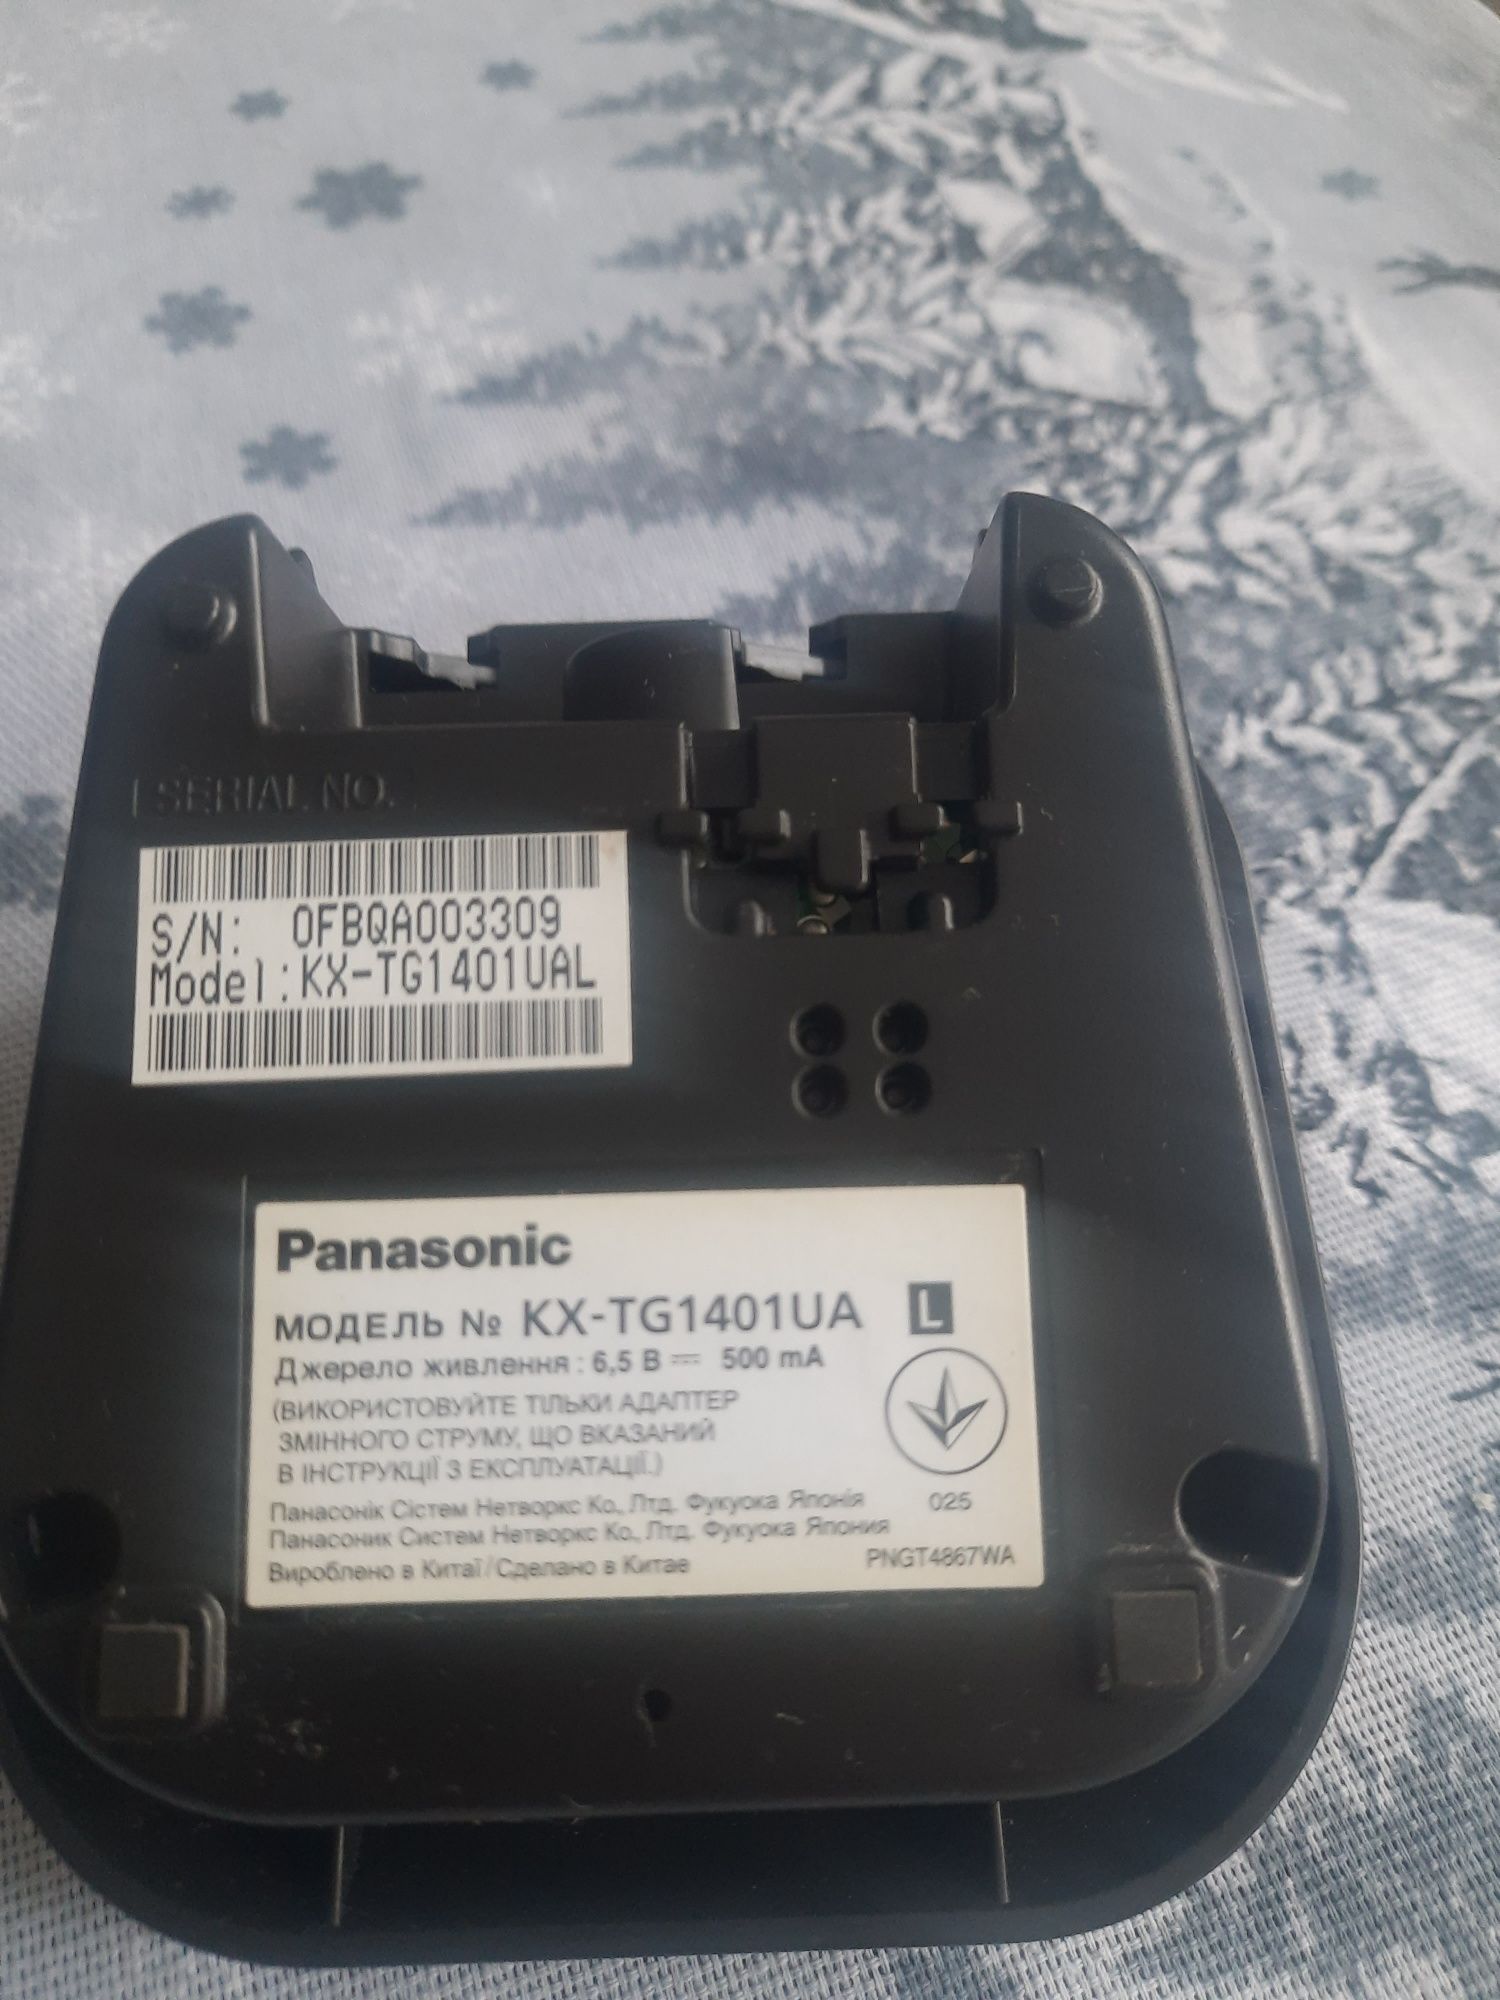 SERIAL NO.
S/N: 0FBQA003309
Model:KX-TG1401UAL
Panasonic
МОДЕЛЬ № KX-TG1401UA L
Джерело живлення : 6,5 В ⎓ 500 mA
(ВИКОРИСТОВУЙТЕ ТІЛЬКИ АДАПТЕР
ЗМІННОГО СТРУМУ, ЩО ВКАЗАНИЙ
В ІНСТРУКЦІЇ З ЕКСПЛУАТАЦІЇ.)
Панасонік Сістем Нетворкс Ко., Лтд. Фукуока Японія 025
Панасоник Систем Нетворкс Ко., Лтд. Фукуока Япония
Вироблено в Китаї/Сделано в Китае PNGT4867WA